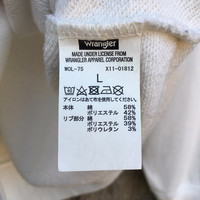 Wrangler
MADE UNDER LICENSE FROM
WRANGLER APPAREL CORPORATION
WOL-75 X11-01812
L
アイロンはあて布を使用してください。
本体 綿 58%
ポリエステル 42%
リブ部分 綿 58%
ポリエステル 39%
ポリウレタン 3%